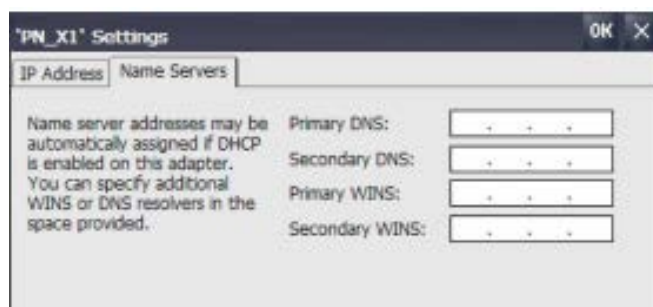 'PN_X1' Settings OK ×
IP Address Name Servers
Name server addresses may be
automatically assigned if DHCP
is enabled on this adapter.
You can specify additional
WINS or DNS resolvers in the
space provided.
Primary DNS: . . .
Secondary DNS: . . .
Primary WINS: . . .
Secondary WINS: . . .